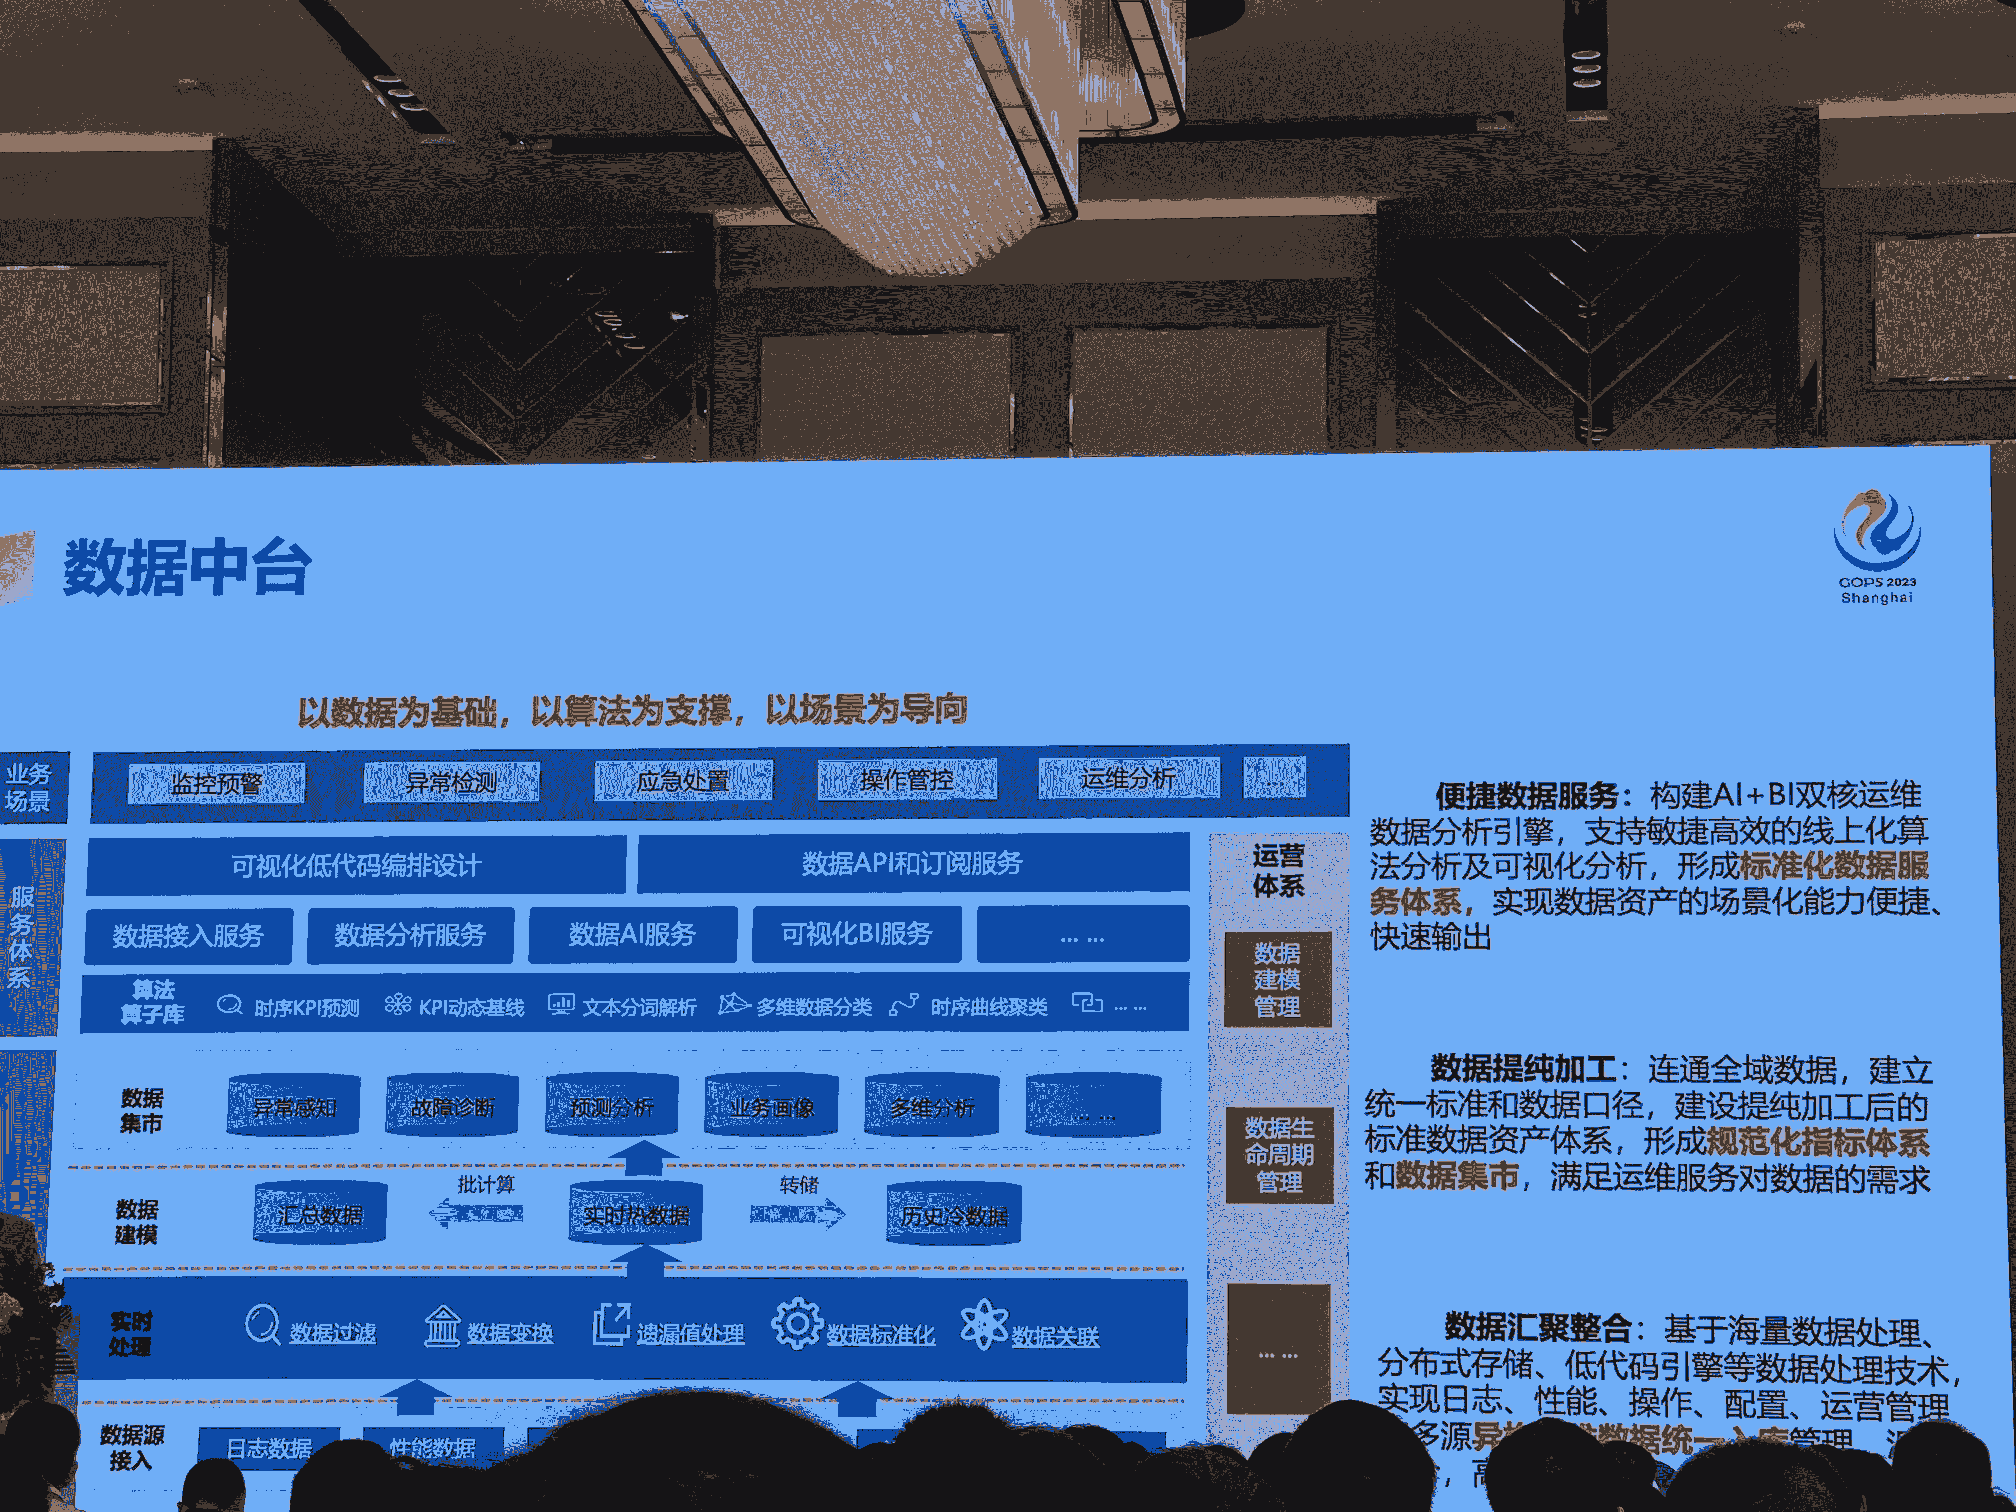 数据中台
GOPS 2023
Shanghai
以数据为基础，以算法为支撑，以场景为导向
业务
场景
监控预警
异常检测
应急处置
操作管控
运维分析
服
务
体
系
可视化低代码编排设计
数据API和订阅服务
数据接入服务
数据分析服务
数据AI服务
可视化BI服务
... ...
算法
算子库
时序KPI预测
KPI动态基线
文本分词解析
多维数据分类
时序曲线聚类
... ...
数据
集市
异常感知
故障诊断
预测分析
业务画像
多维分析
... ...
数据
建模
汇总数据
批计算
实时热数据
转储
历史冷数据
实时
处理
数据过滤
数据变换
遗漏值处理
数据标准化
数据关联
数据源
接入
日志数据
性能数据
运营
体系
数据
建模
管理
数据生
命周期
管理
... ...
便捷数据服务：构建AI+BI双核运维
数据分析引擎，支持敏捷高效的线上化算
法分析及可视化分析，形成标准化数据服
务体系，实现数据资产的场景化能力便捷、
快速输出
数据提纯加工：连通全域数据，建立
统一标准和数据口径，建设提纯加工后的
标准数据资产体系，形成规范化指标体系
和数据集市，满足运维服务对数据的需求
数据汇聚整合：基于海量数据处理、
分布式存储、低代码引擎等数据处理技术，
实现日志、性能、操作、配置、运营管理
多源异 数据统一入库管理